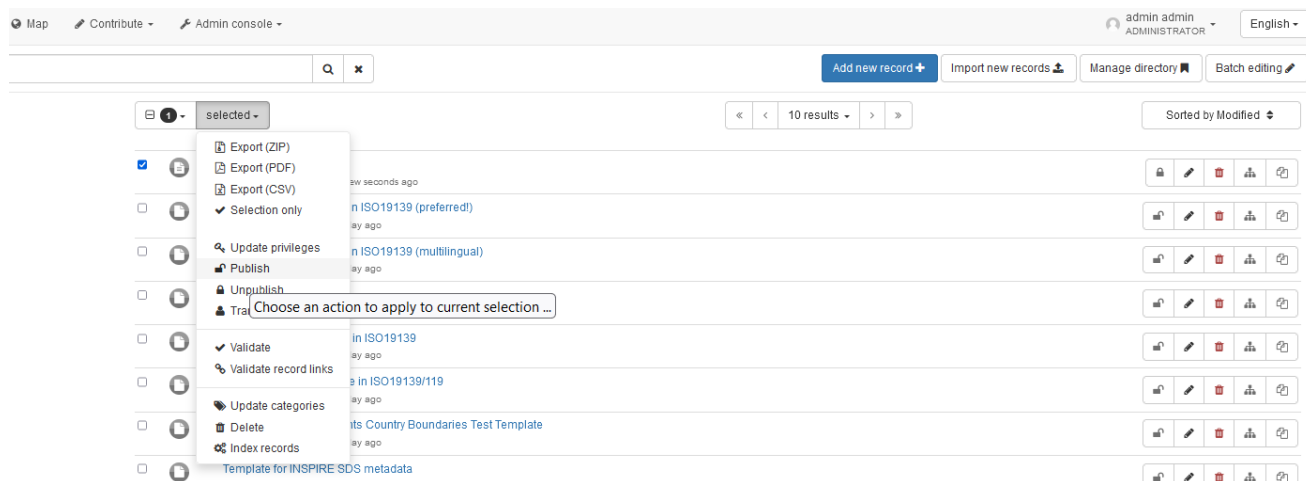 Map Contribute Admin console admin admin English
ADMINISTRATOR
Add new record Import new records Manage directory Batch editing
1 selected 10 results Sorted by Modified
Export (ZIP)
Export (PDF)
Export (CSV)
ew seconds ago
Selection only
n ISO19139 (preferred!)
ay ago
Update privileges
n ISO19139 (multilingual)
Publish
ay ago
Unpublish
Choose an action to apply to current selection ...
Tra
in ISO19139
Validate
ay ago
Validate record links
e in ISO19139/119
ay ago
Update categories
Delete
nts Country Boundaries Test Template
ay ago
Index records
Template for INSPIRE SDS metadata